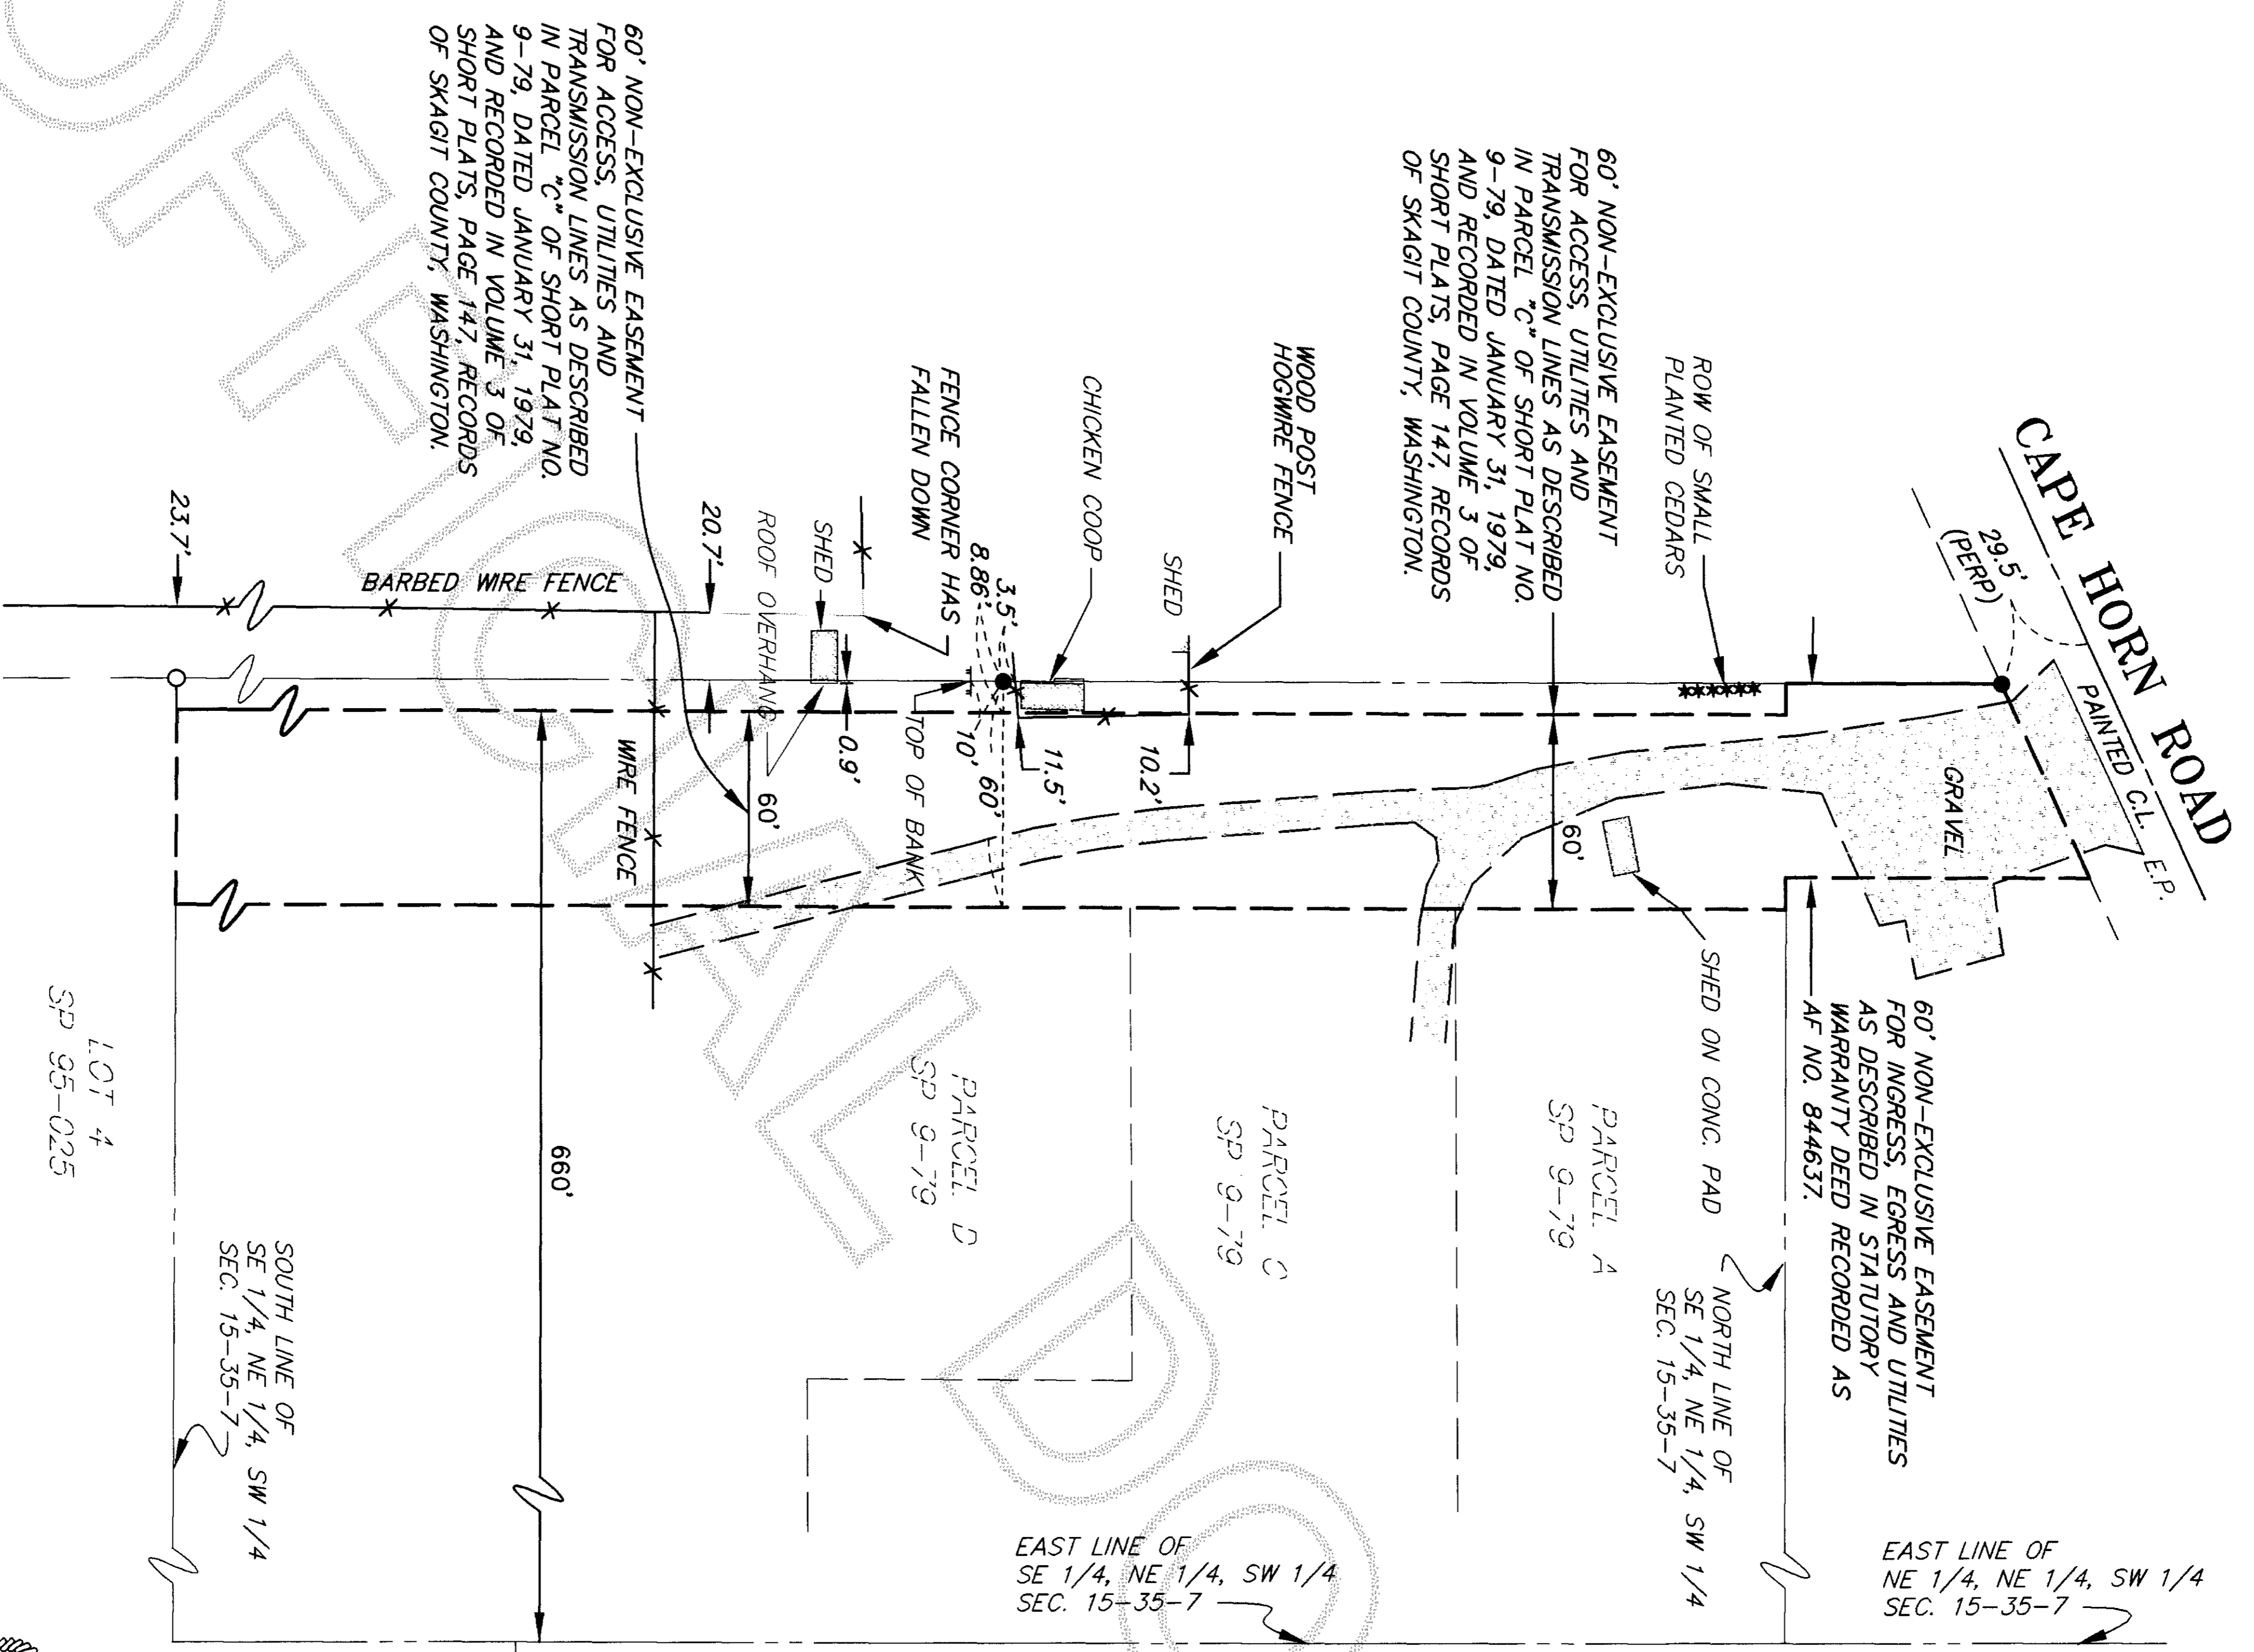 CAPE HORN ROAD
PAINTED C.L.
E.P.
29.5'
(PERP)
GRAVEL
60' NON-EXCLUSIVE EASEMENT
FOR INGRESS, EGRESS AND UTILITIES
AS DESCRIBED IN STATUTORY
WARRANTY DEED RECORDED AS
AF NO. 844637.
NORTH LINE OF
SE 1/4, NE 1/4, SW 1/4
SEC. 15-35-7
SHED ON CONC. PAD
ROW OF SMALL
PLANTED CEDARS
60' NON-EXCLUSIVE EASEMENT
FOR ACCESS, UTILITIES AND
TRANSMISSION LINES AS DESCRIBED
IN PARCEL "C" OF SHORT PLAT NO.
9-79, DATED JANUARY 31, 1979,
AND RECORDED IN VOLUME 3 OF
SHORT PLATS, PAGE 147, RECORDS
OF SKAGIT COUNTY, WASHINGTON.
60'
PARCEL A
SP 9-79
WOOD POST
HOGWIRE FENCE
SHED
10.2'
CHICKEN COOP
11.5'
PARCEL C
SP 9-79
3.5'
8.86'
10'
60'
FENCE CORNER HAS
FALLEN DOWN
TOP OF BANK
PARCEL D
SP 9-79
SHED
0.9'
ROOF OVERHANG
60'
20.7'
WIRE FENCE
60' NON-EXCLUSIVE EASEMENT
FOR ACCESS, UTILITIES AND
TRANSMISSION LINES AS DESCRIBED
IN PARCEL "C" OF SHORT PLAT NO.
9-79, DATED JANUARY 31, 1979,
AND RECORDED IN VOLUME 3 OF
SHORT PLATS, PAGE 147, RECORDS
OF SKAGIT COUNTY, WASHINGTON.
BARBED WIRE FENCE
660'
23.7'
SOUTH LINE OF
SE 1/4, NE 1/4, SW 1/4
SEC. 15-35-7
LOT 4
SP 95-025
EAST LINE OF
SE 1/4, NE 1/4, SW 1/4
SEC. 15-35-7
EAST LINE OF
NE 1/4, NE 1/4, SW 1/4
SEC. 15-35-7